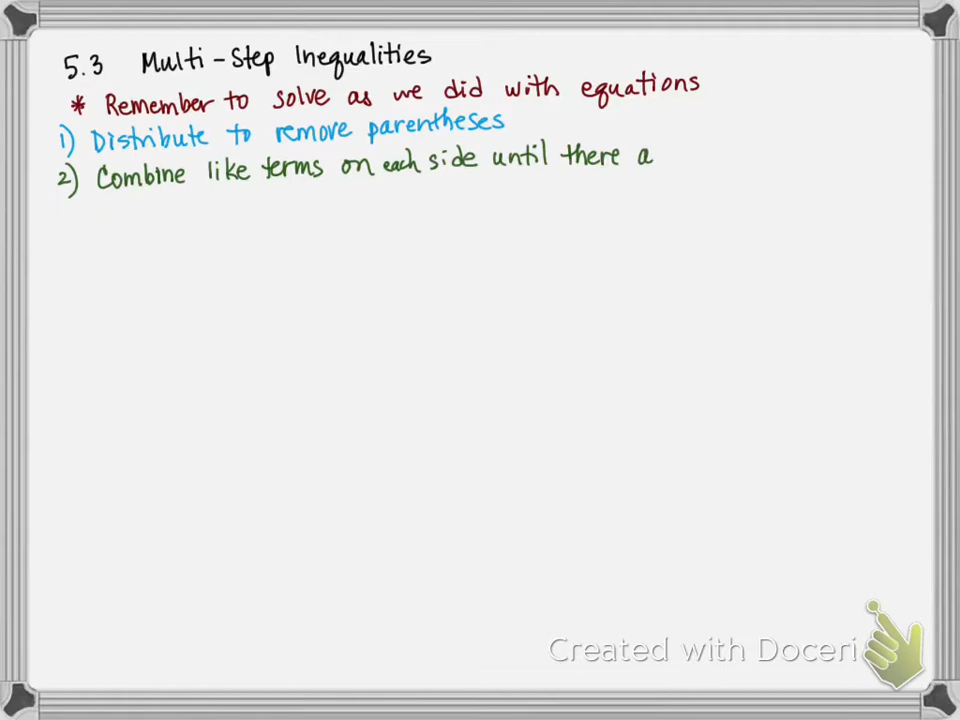 5.3 Multi-Step Inequalities
* Remember to solve as we did with equations
1) Distribute to remove parentheses
2) Combine like terms on each side until there a
Created with Doceri